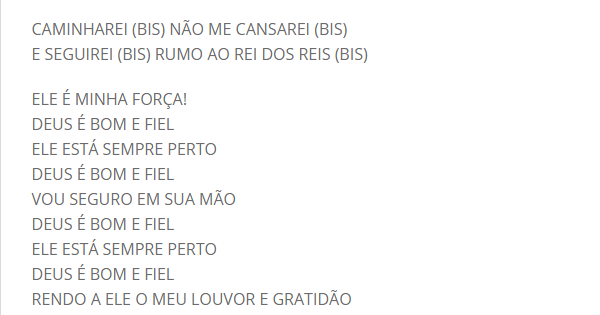 CAMINHAREI (BIS) NÃO ME CANSAREI (BIS)
E SEGUIREI (BIS) RUMO AO REI DOS REIS (BIS)
ELE É MINHA FORÇA!
DEUS É BOM E FIEL
ELE ESTÁ SEMPRE PERTO
DEUS É BOM E FIEL
VOU SEGURO EM SUA MÃO
DEUS É BOM E FIEL
ELE ESTÁ SEMPRE PERTO
DEUS É BOM E FIEL
RENDO A ELE O MEU LOUVOR E GRATIDÃO